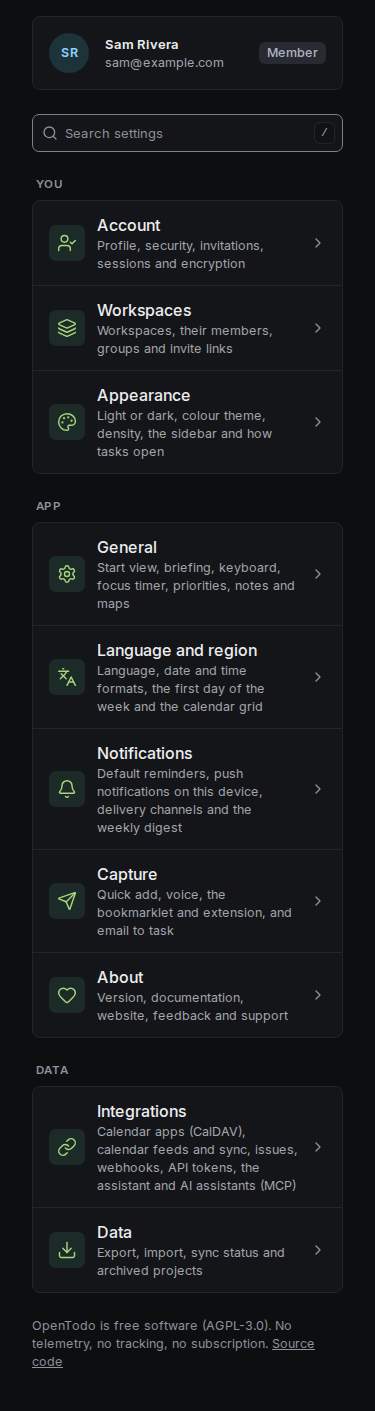 SR
Sam Rivera
sam@example.com
Member
Search settings
/
YOU
Account
Profile, security, invitations,
sessions and encryption
Workspaces
Workspaces, their members,
groups and invite links
Appearance
Light or dark, colour theme,
density, the sidebar and how
tasks open
APP
General
Start view, briefing, keyboard,
focus timer, priorities, notes and
maps
Language and region
Language, date and time
formats, the first day of the
week and the calendar grid
Notifications
Default reminders, push
notifications on this device,
delivery channels and the
weekly digest
Capture
Quick add, voice, the
bookmarklet and extension, and
email to task
About
Version, documentation,
website, feedback and support
DATA
Integrations
Calendar apps (CalDAV),
calendar feeds and sync, issues,
webhooks, API tokens, the
assistant and AI assistants (MCP)
Data
Export, import, sync status and
archived projects
OpenTodo is free software (AGPL-3.0). No
telemetry, no tracking, no subscription. Source
code